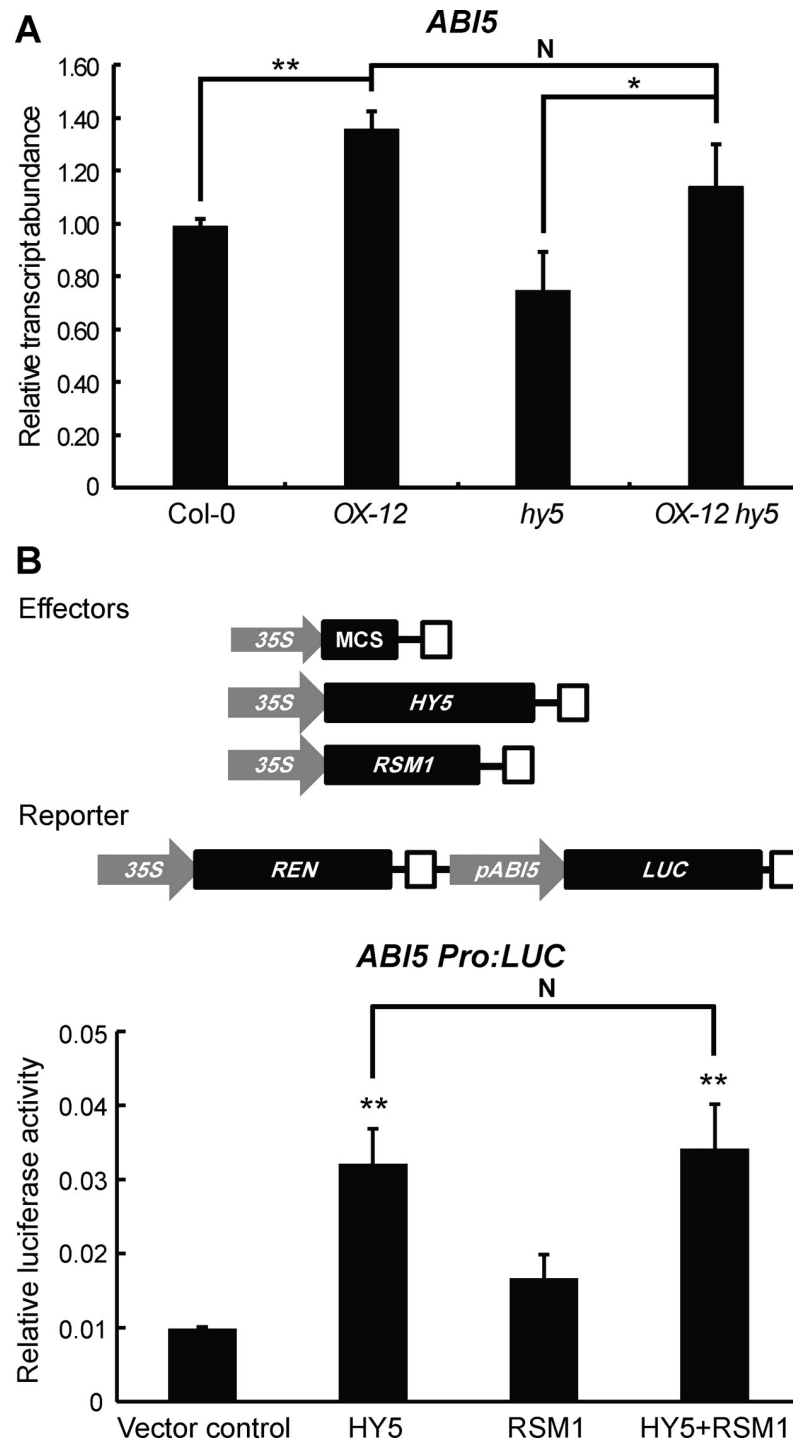 A
ABI5
N
**
*
Relative transcript abundance
1.60
1.40
1.20
1.00
0.80
0.60
0.40
0.20
0
Col-0 OX-12 hy5 OX-12 hy5
B
Effectors
35S MCS
35S HY5
35S RSM1
Reporter
35S REN pABI5 LUC
ABI5 Pro:LUC
N
**
**
Relative luciferase activity
0.05
0.04
0.03
0.02
0.01
0
Vector control HY5 RSM1 HY5+RSM1